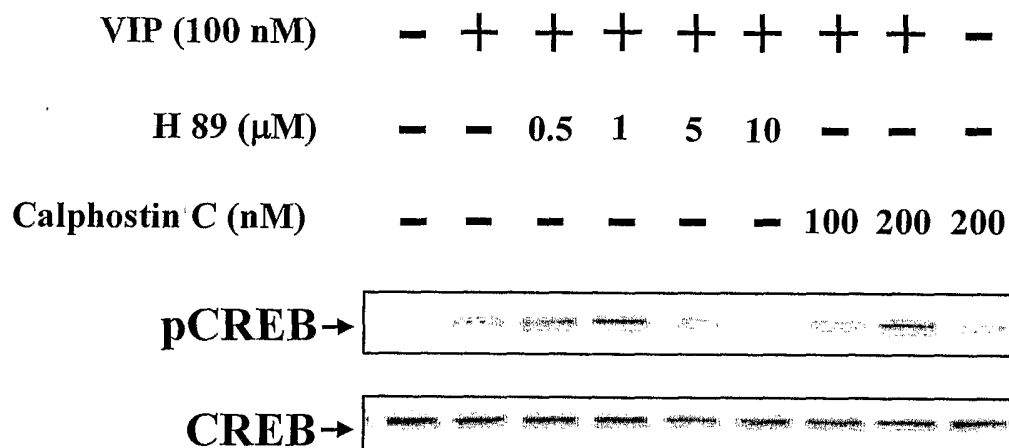 VIP (100 nM) – + + + + + + + –
H 89 (μM) – – 0.5 1 5 10 – – –
Calphostin C (nM) – – – – – – 100 200 200
pCREB→
CREB→